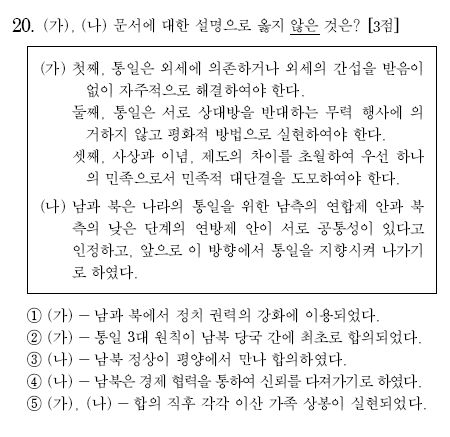 20. (가), (나) 문서에 대한 설명으로 옳지 않은 것은? [3점]
(가) 첫째, 통일은 외세에 의존하거나 외세의 간섭을 받음이
없이 자주적으로 해결하여야 한다.
둘째, 통일은 서로 상대방을 반대하는 무력 행사에 의
거하지 않고 평화적 방법으로 실현하여야 한다.
셋째, 사상과 이념, 제도의 차이를 초월하여 우선 하나
의 민족으로서 민족적 대단결을 도모하여야 한다.
(나) 남과 북은 나라의 통일을 위한 남측의 연합제 안과 북
측의 낮은 단계의 연방제 안이 서로 공통성이 있다고
인정하고, 앞으로 이 방향에서 통일을 지향시켜 나가기
로 하였다.
① (가) - 남과 북에서 정치 권력의 강화에 이용되었다.
② (가) - 통일 3대 원칙이 남북 당국 간에 최초로 합의되었다.
③ (나) - 남북 정상이 평양에서 만나 합의하였다.
④ (나) - 남북은 경제 협력을 통하여 신뢰를 다져가기로 하였다.
⑤ (가), (나) - 합의 직후 각각 이산 가족 상봉이 실현되었다.